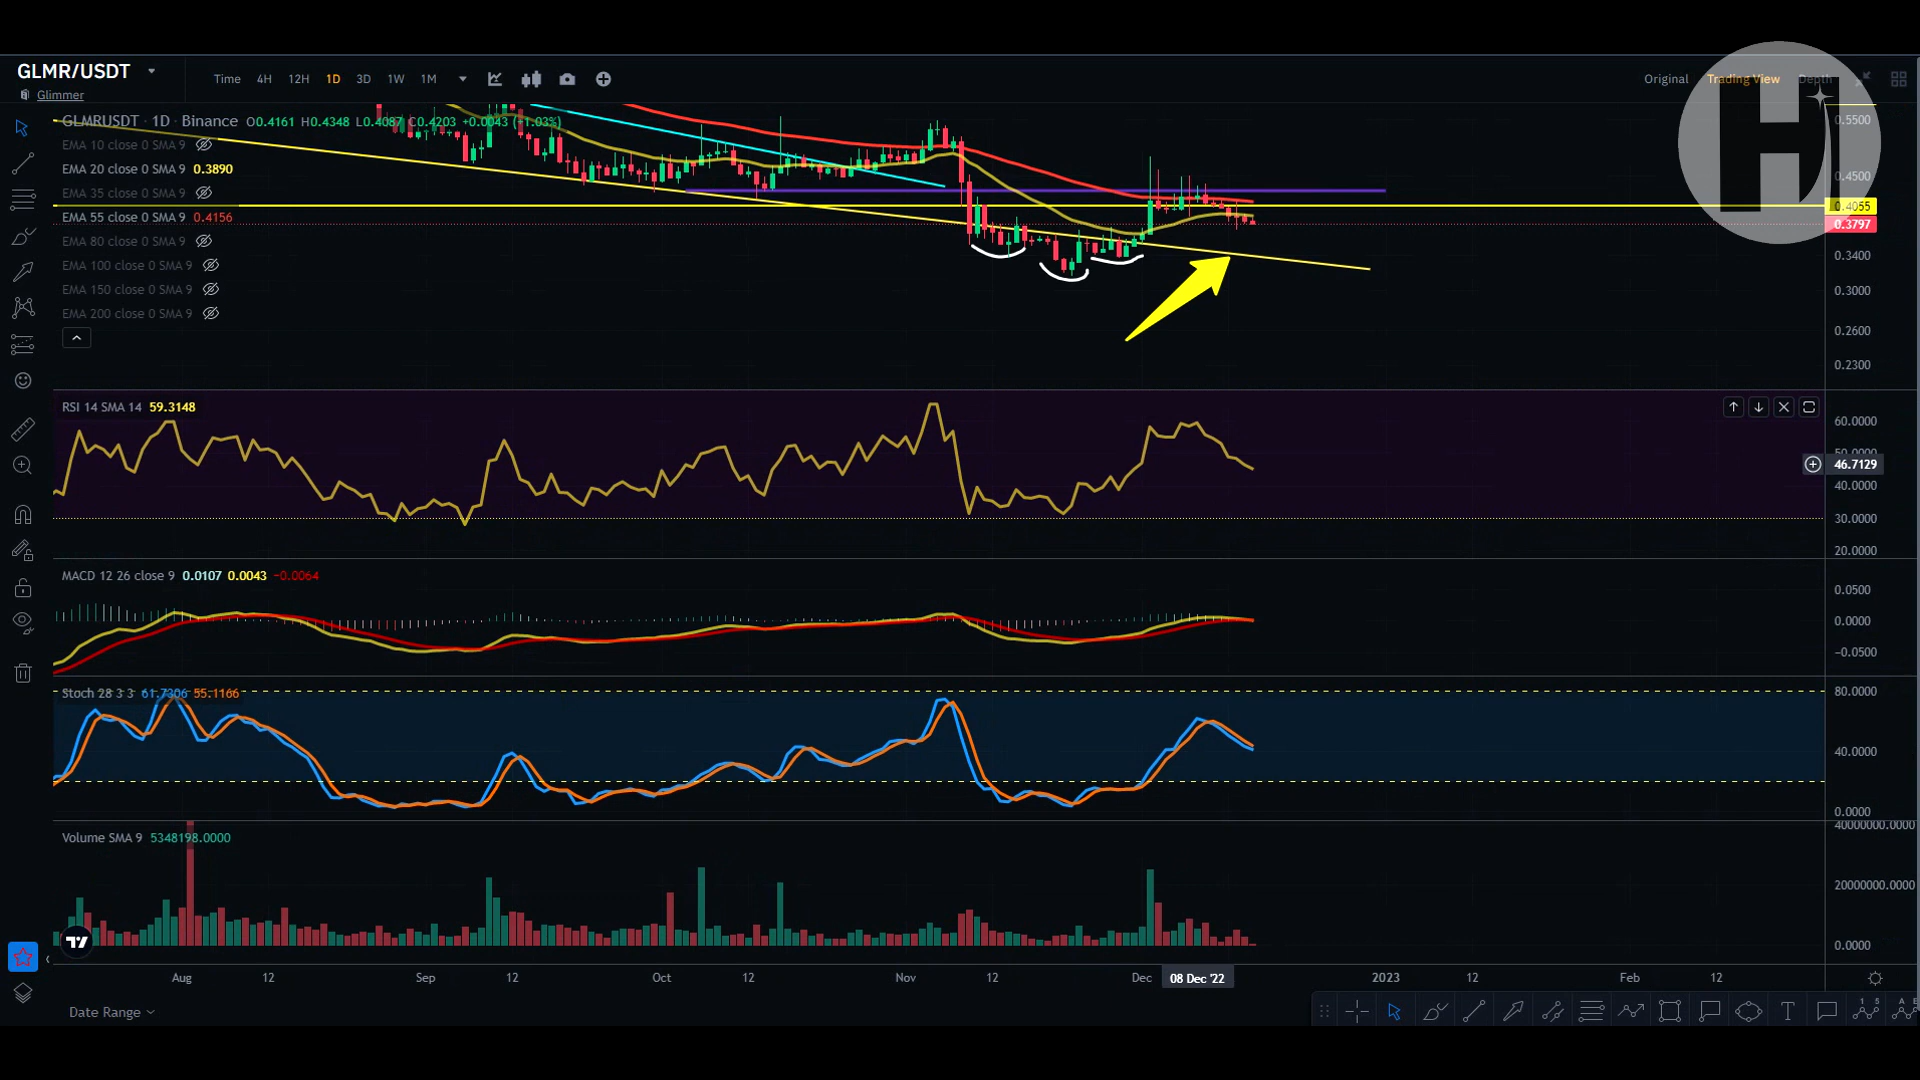 GLMR/USDT
Glimmer
Time 4H 12H 1D 3D 1W 1M
Original Trading View Depth
GLMRUSDT · 1D · Binance O0.4161 H0.4348 L0.4087 C0.4203 +0.0043 (+1.03%)
EMA 10 close 0 SMA 9
EMA 20 close 0 SMA 9 0.3890
EMA 35 close 0 SMA 9
EMA 55 close 0 SMA 9 0.4156
EMA 80 close 0 SMA 9
EMA 100 close 0 SMA 9
EMA 150 close 0 SMA 9
EMA 200 close 0 SMA 9
0.5500
0.4500
0.4055
0.3797
0.3400
0.3000
0.2600
0.2300
H
RSI 14 SMA 14 59.3148
60.0000
50.0000
46.7129
40.0000
30.0000
20.0000
MACD 12 26 close 9 0.0107 0.0043 −0.0064
0.0500
0.0000
−0.0500
Stoch 28 3 3 61.7306 55.1166
80.0000
40.0000
0.0000
Volume SMA 9 5348198.0000
40000000.0000
20000000.0000
0.0000
Aug 12 Sep 12 Oct 12 Nov 12 Dec 08 Dec '22 2023 12 Feb 12
Date Range